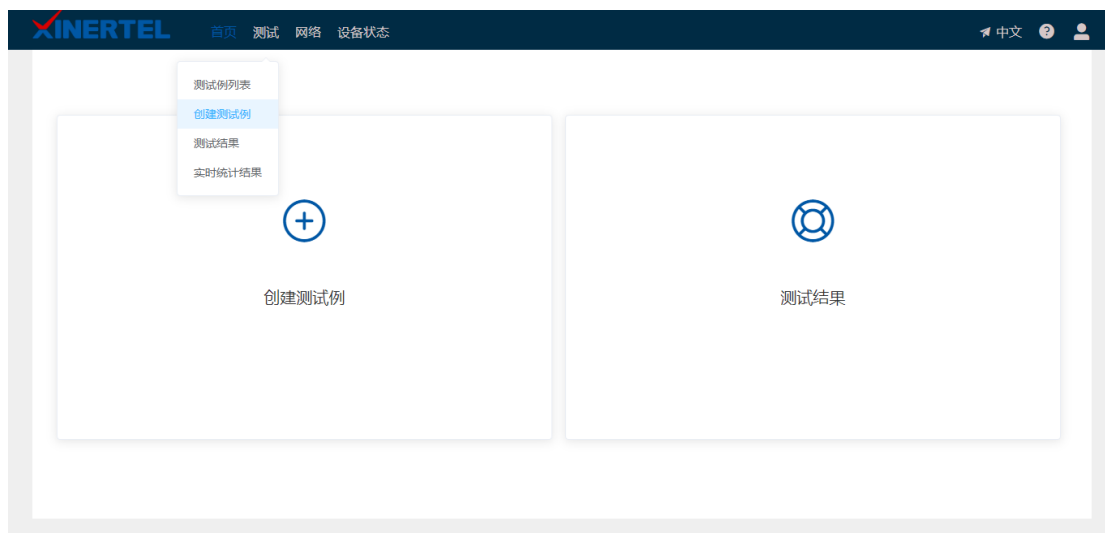 XINERTEL 首页 测试 网络 设备状态 中文 ?
测试例列表
创建测试例
测试结果
实时统计结果
创建测试例 测试结果